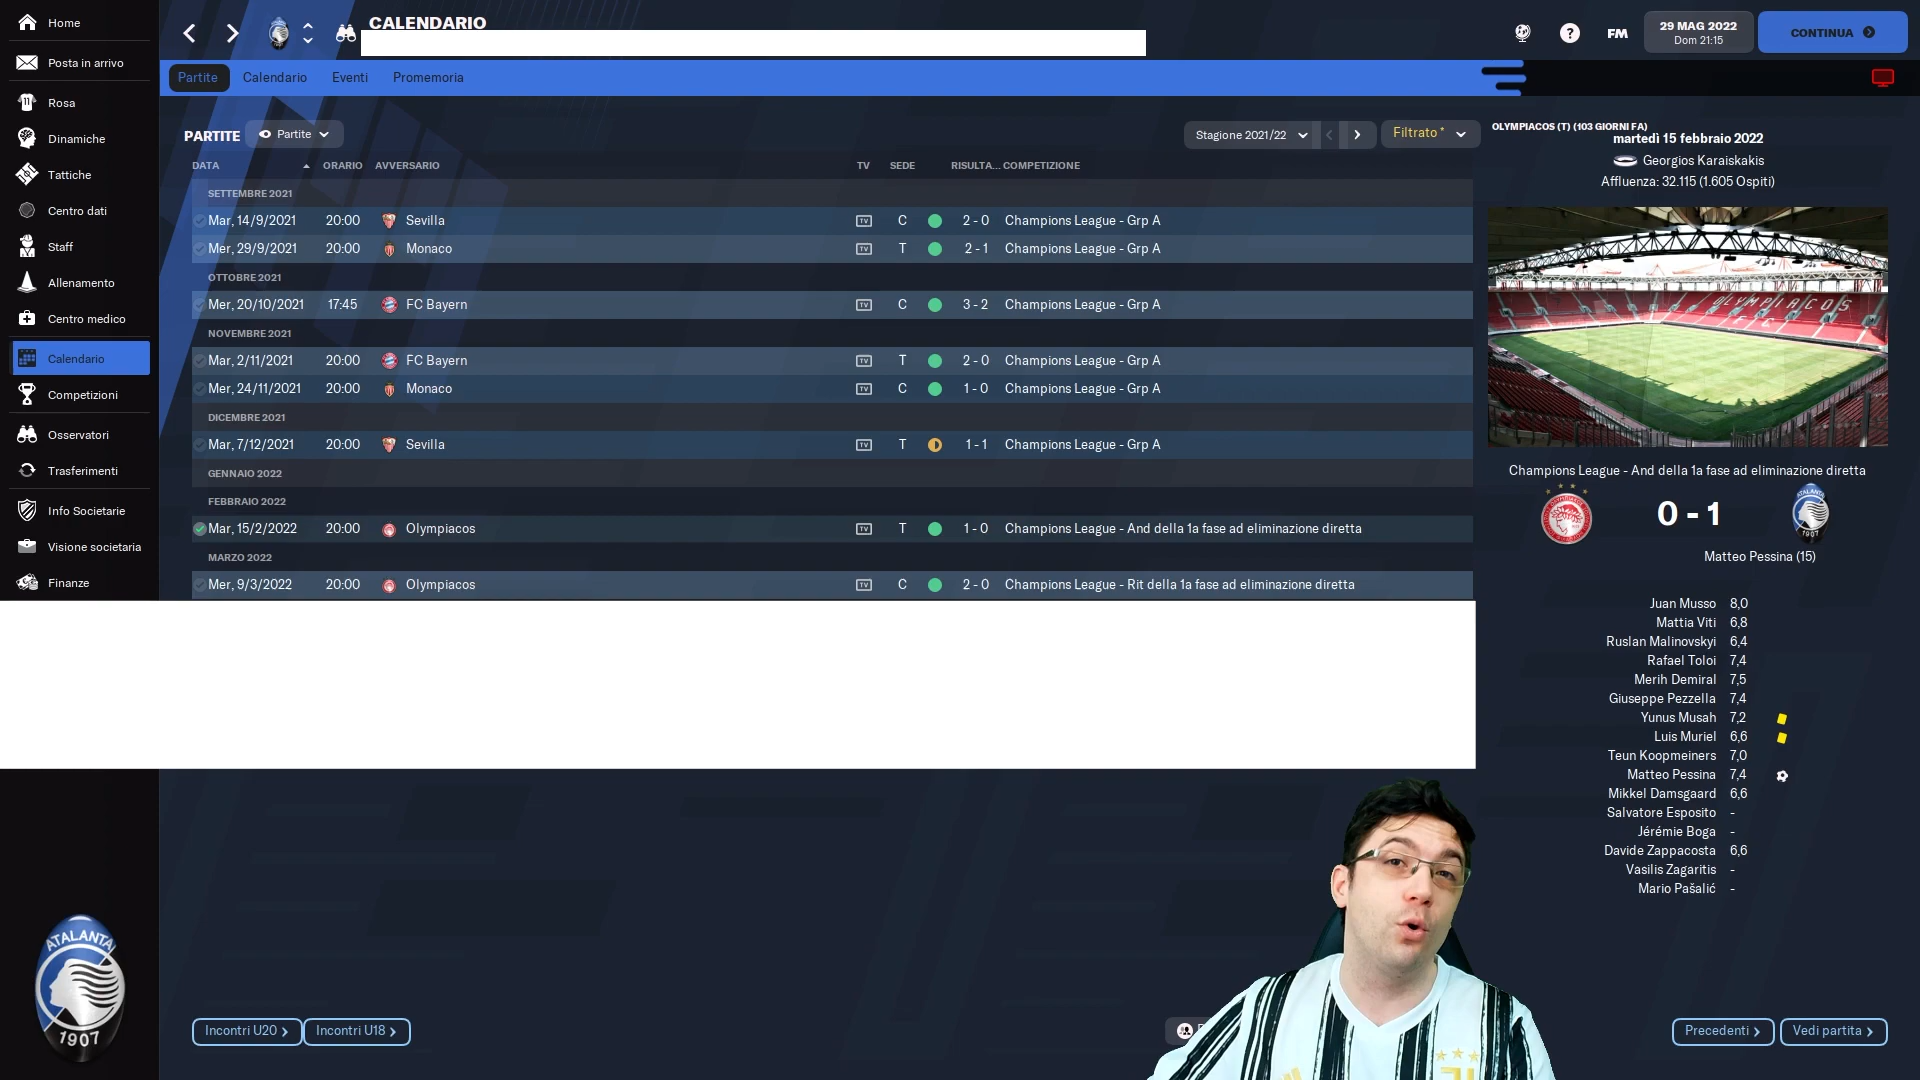 Home
Posta in arrivo
Rosa
Dinamiche
Tattiche
Centro dati
Staff
Allenamento
Centro medico
Calendario
Competizioni
Osservatori
Trasferimenti
Info Societarie
Visione societaria
Finanze
ATALANTA
1907
CALENDARIO
FM
29 MAG 2022
Dom 21:15
CONTINUA
Partite Calendario Eventi Promemoria
PARTITE Partite
Stagione 2021/22 Filtrato *
DATA ORARIO AVVERSARIO TV SEDE RISULTA... COMPETIZIONE
SETTEMBRE 2021
Mar, 14/9/2021 20:00 Sevilla TV C 2 - 0 Champions League - Grp A
Mer, 29/9/2021 20:00 Monaco TV T 2 - 1 Champions League - Grp A
OTTOBRE 2021
Mer, 20/10/2021 17:45 FC Bayern TV C 3 - 2 Champions League - Grp A
NOVEMBRE 2021
Mar, 2/11/2021 20:00 FC Bayern TV T 2 - 0 Champions League - Grp A
Mer, 24/11/2021 20:00 Monaco TV C 1 - 0 Champions League - Grp A
DICEMBRE 2021
Mar, 7/12/2021 20:00 Sevilla TV T 1 - 1 Champions League - Grp A
GENNAIO 2022
FEBBRAIO 2022
Mar, 15/2/2022 20:00 Olympiacos TV T 1 - 0 Champions League - And della 1a fase ad eliminazione diretta
MARZO 2022
Mer, 9/3/2022 20:00 Olympiacos TV C 2 - 0 Champions League - Rit della 1a fase ad eliminazione diretta
Incontri U20 Incontri U18
OLYMPIACOS (T) (103 GIORNI FA)
martedì 15 febbraio 2022
Georgios Karaiskakis
Affluenza: 32.115 (1.605 Ospiti)
OLYMPIACOS
F C
Champions League - And della 1a fase ad eliminazione diretta
0 - 1
ATALANTA
1907
Matteo Pessina (15)
Juan Musso 8,0
Mattia Viti 6,8
Ruslan Malinovskyi 6,4
Rafael Toloi 7,4
Merih Demiral 7,5
Giuseppe Pezzella 7,4
Yunus Musah 7,2
Luis Muriel 6,6
Teun Koopmeiners 7,0
Matteo Pessina 7,4
Mikkel Damsgaard 6,6
Salvatore Esposito -
Jérémie Boga -
Davide Zappacosta 6,6
Vasilis Zagaritis -
Mario Pašalić -
Precedenti Vedi partita